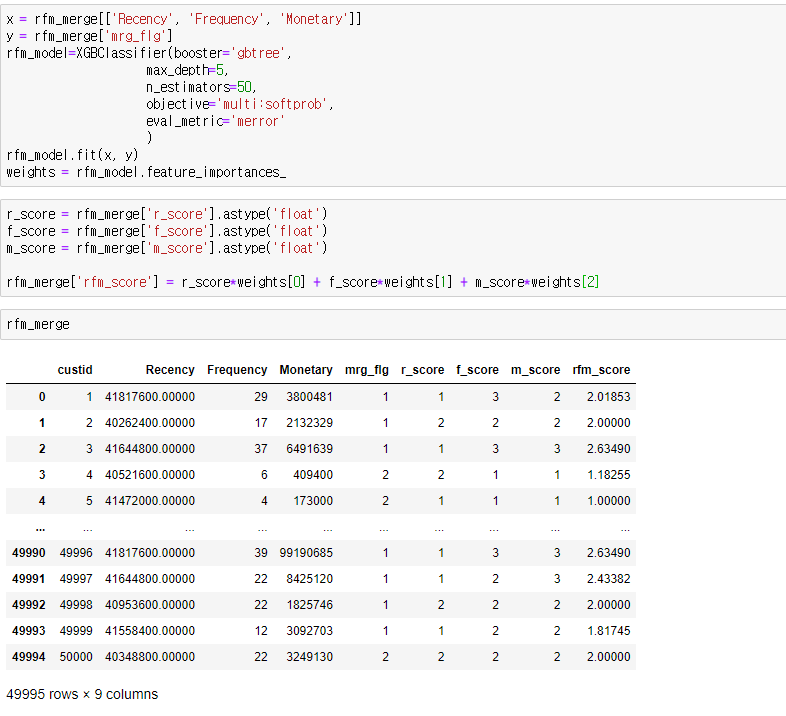 x = rfm_merge[['Recency', 'Frequency', 'Monetary']]
y = rfm_merge['mrg_flg']
rfm_model=XGBClassifier(booster='gbtree',
max_depth=5,
n_estimators=50,
objective='multi:softprob',
eval_metric='merror'
)
rfm_model.fit(x, y)
weights = rfm_model.feature_importances_
r_score = rfm_merge['r_score'].astype('float')
f_score = rfm_merge['f_score'].astype('float')
m_score = rfm_merge['m_score'].astype('float')
rfm_merge['rfm_score'] = r_score*weights[0] + f_score*weights[1] + m_score*weights[2]
rfm_merge
custid Recency Frequency Monetary mrg_flg r_score f_score m_score rfm_score
0 1 41817600.00000 29 3800481 1 1 3 2 2.01853
1 2 40262400.00000 17 2132329 1 2 2 2 2.00000
2 3 41644800.00000 37 6491639 1 1 3 3 2.63490
3 4 40521600.00000 6 409400 2 2 1 1 1.18255
4 5 41472000.00000 4 173000 2 1 1 1 1.00000
... ... ... ... ... ... ... ... ... ...
49990 49996 41817600.00000 39 99190685 1 1 3 3 2.63490
49991 49997 41644800.00000 22 8425120 1 1 2 3 2.43382
49992 49998 40953600.00000 22 1825746 1 2 2 2 2.00000
49993 49999 41558400.00000 12 3092703 1 1 2 2 1.81745
49994 50000 40348800.00000 22 3249130 2 2 2 2 2.00000
49995 rows × 9 columns